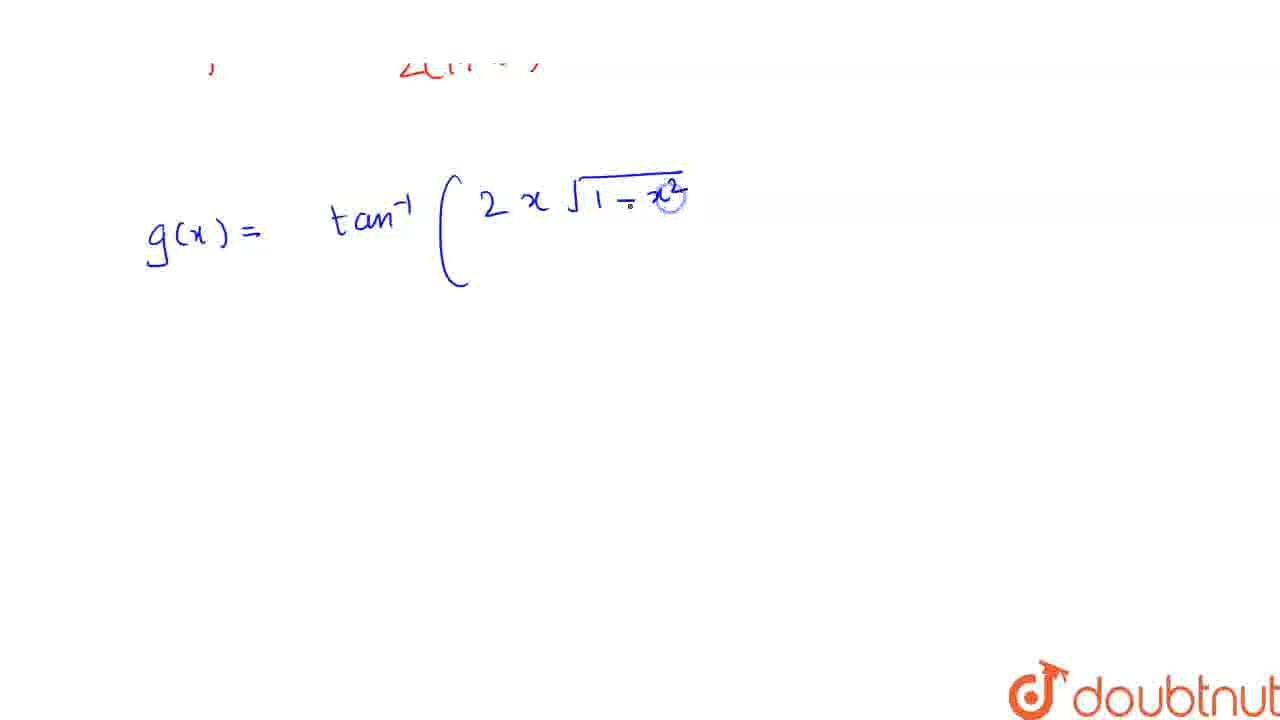 g(x) = tan⁻¹ ( 2 x √1 - x²
doubtnut